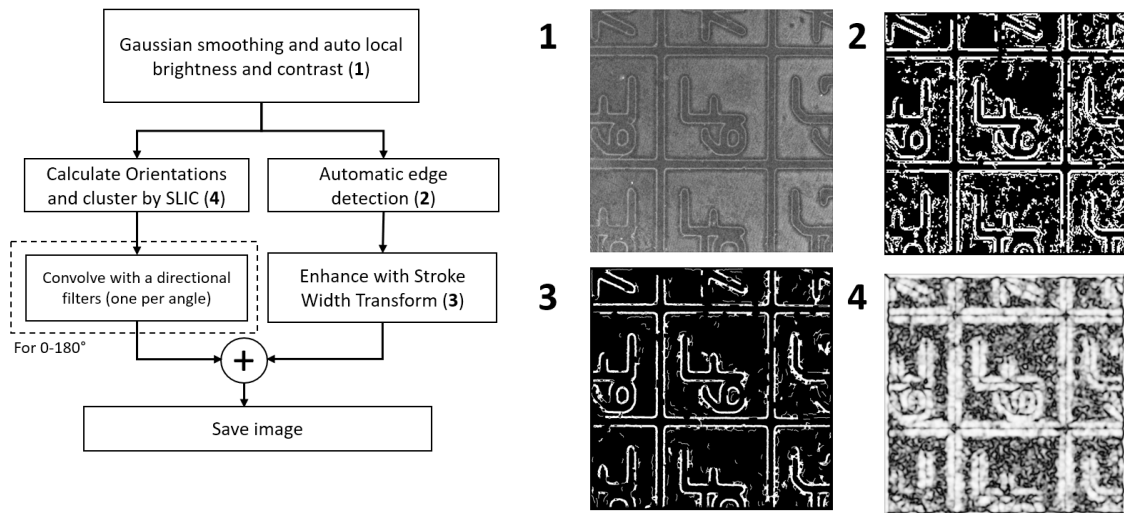 Gaussian smoothing and auto local
brightness and contrast (1)
Calculate Orientations
and cluster by SLIC (4)
Automatic edge
detection (2)
Convolve with a directional
filters (one per angle)
Enhance with Stroke
Width Transform (3)
For 0-180°
+
Save image
1
2
3
4